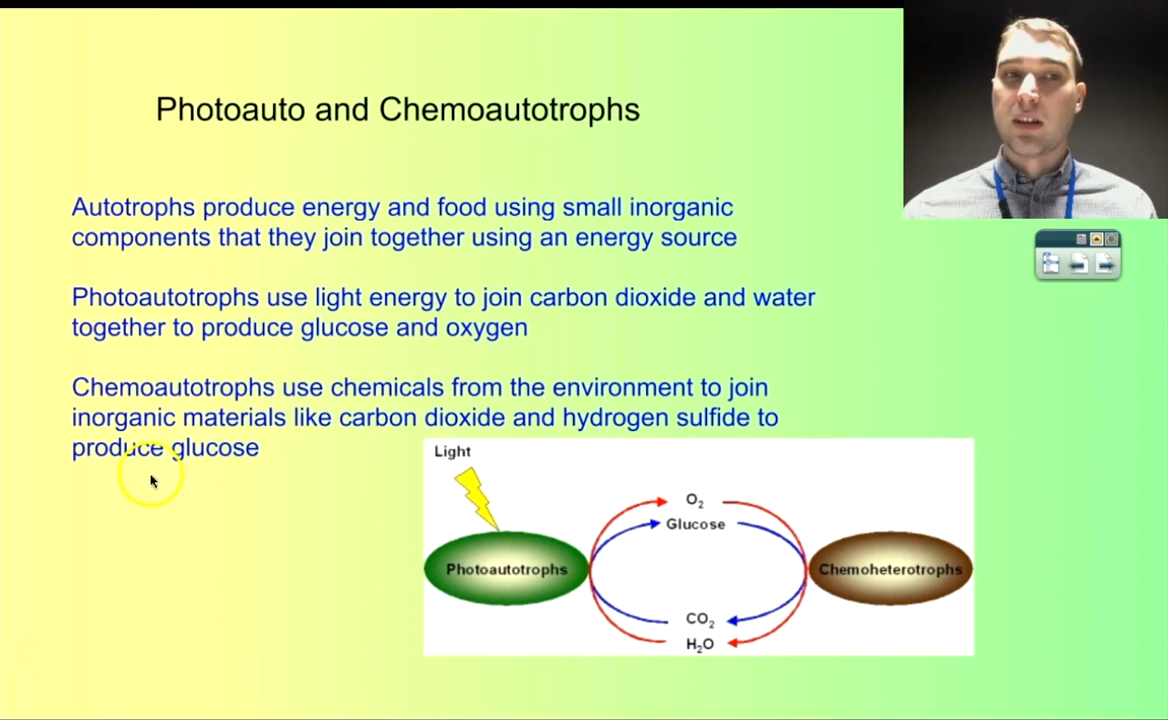 Photoauto and Chemoautotrophs
Autotrophs produce energy and food using small inorganic
components that they join together using an energy source
Photoautotrophs use light energy to join carbon dioxide and water
together to produce glucose and oxygen
Chemoautotrophs use chemicals from the environment to join
inorganic materials like carbon dioxide and hydrogen sulfide to
produce glucose
Light
O₂
Glucose
Photoautotrophs
Chemoheterotrophs
CO₂
H₂O